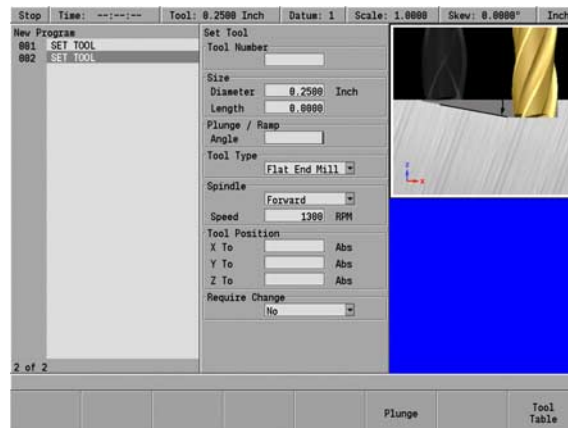 Stop Time: --:--:-- Tool: 0.2500 Inch Datum: 1 Scale: 1.0000 Skew: 0.0000° Inch
New Program
001 SET TOOL
002 SET TOOL
2 of 2
Set Tool
Tool Number
Size
Diameter 0.2500 Inch
Length 0.0000
Plunge / Ramp
Angle
Tool Type
Flat End Mill
Spindle
Forward
Speed 1300 RPM
Tool Position
X To Abs
Y To Abs
Z To Abs
Require Change
No
z
x
Plunge
Tool
Table